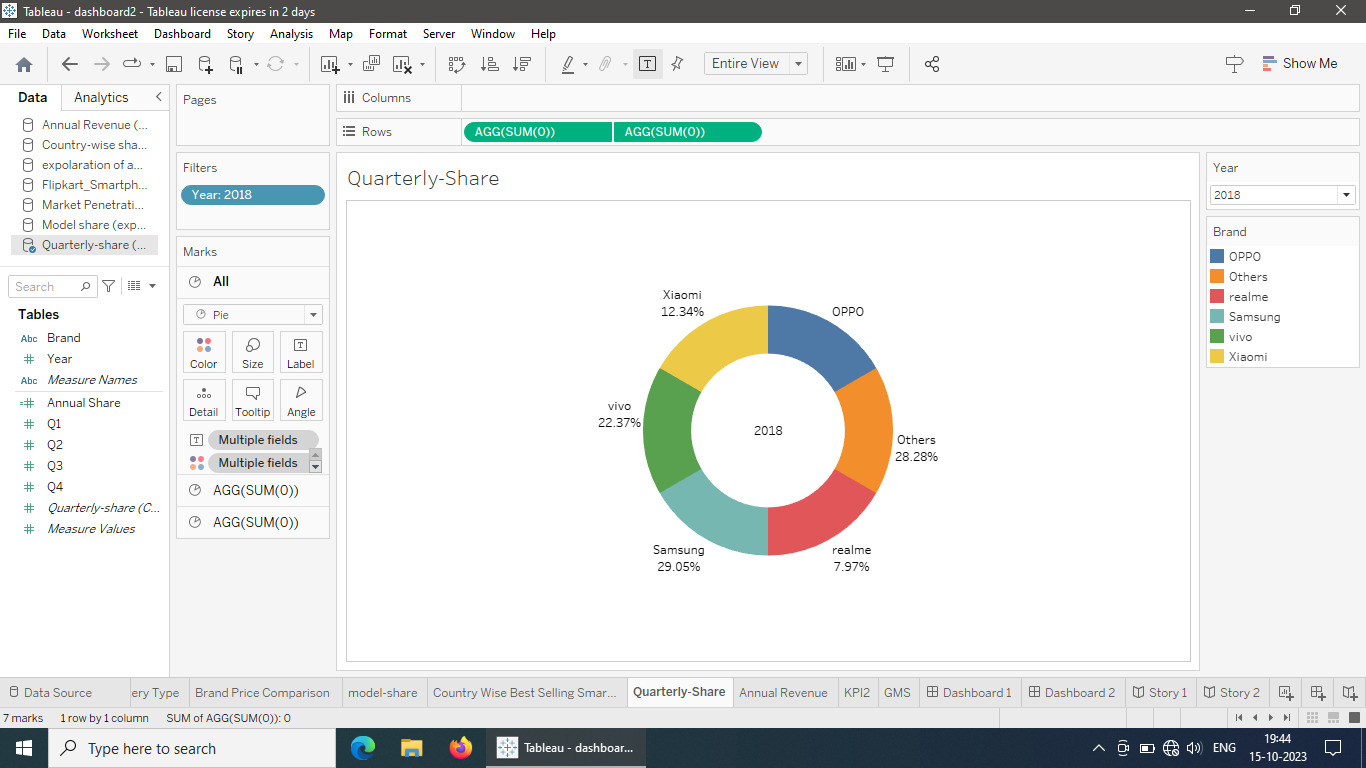 Tableau - dashboard2 - Tableau license expires in 2 days
File Data Worksheet Dashboard Story Analysis Map Format Server Window Help
Entire View
Show Me
Data Analytics
Annual Revenue (...
Country-wise sha...
expolaration of a...
Flipkart_Smartph...
Market Penetrati...
Model share (exp...
Quarterly-share (...
Search
Tables
Abc Brand
Year
Abc Measure Names
Annual Share
Q1
Q2
Q3
Q4
Quarterly-share (C...
Measure Values
Pages
Filters
Year: 2018
Marks
All
Pie
Color Size Label
Detail Tooltip Angle
Multiple fields
Multiple fields
AGG(SUM(0))
AGG(SUM(0))
Columns
Rows AGG(SUM(0)) AGG(SUM(0))
Quarterly-Share
Xiaomi
12.34%
OPPO
vivo
22.37%
2018
Others
28.28%
Samsung
29.05%
realme
7.97%
Year
2018
Brand
OPPO
Others
realme
Samsung
vivo
Xiaomi
Data Source ery Type Brand Price Comparison model-share Country Wise Best Selling Smar... Quarterly-Share Annual Revenue KPI2 GMS Dashboard 1 Dashboard 2 Story 1 Story 2
7 marks 1 row by 1 column SUM of AGG(SUM(0)): 0
Type here to search Tableau - dashboar... ENG 19:44
15-10-2023